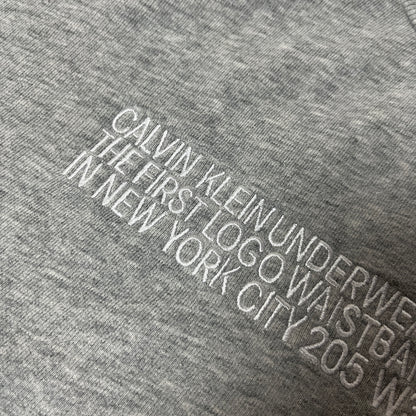 CALVIN KLEIN UNDERWE
THE FIRST LOGO WAISTBA
IN NEW YORK CITY 205 W